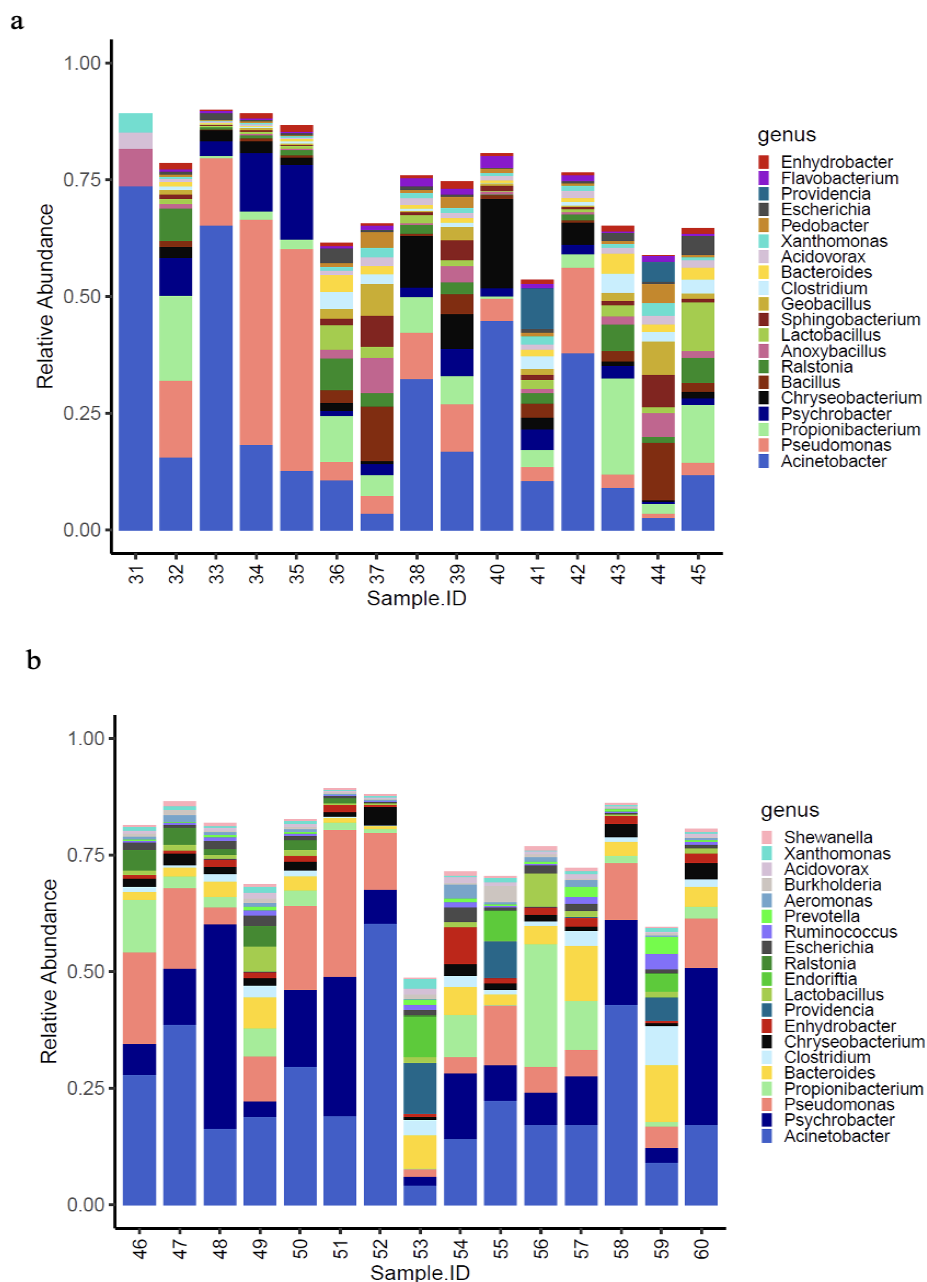 a
1.00
0.75
0.50
0.25
0.00
Relative Abundance
31 32 33 34 35 36 37 38 39 40 41 42 43 44 45
Sample.ID
genus
Enhydrobacter
Flavobacterium
Providencia
Escherichia
Pedobacter
Xanthomonas
Acidovorax
Bacteroides
Clostridium
Geobacillus
Sphingobacterium
Lactobacillus
Anoxybacillus
Ralstonia
Bacillus
Chryseobacterium
Psychrobacter
Propionibacterium
Pseudomonas
Acinetobacter
b
1.00
0.75
0.50
0.25
0.00
Relative Abundance
46 47 48 49 50 51 52 53 54 55 56 57 58 59 60
Sample.ID
genus
Shewanella
Xanthomonas
Acidovorax
Burkholderia
Aeromonas
Prevotella
Ruminococcus
Escherichia
Ralstonia
Endoriftia
Lactobacillus
Providencia
Enhydrobacter
Chryseobacterium
Clostridium
Bacteroides
Propionibacterium
Pseudomonas
Psychrobacter
Acinetobacter